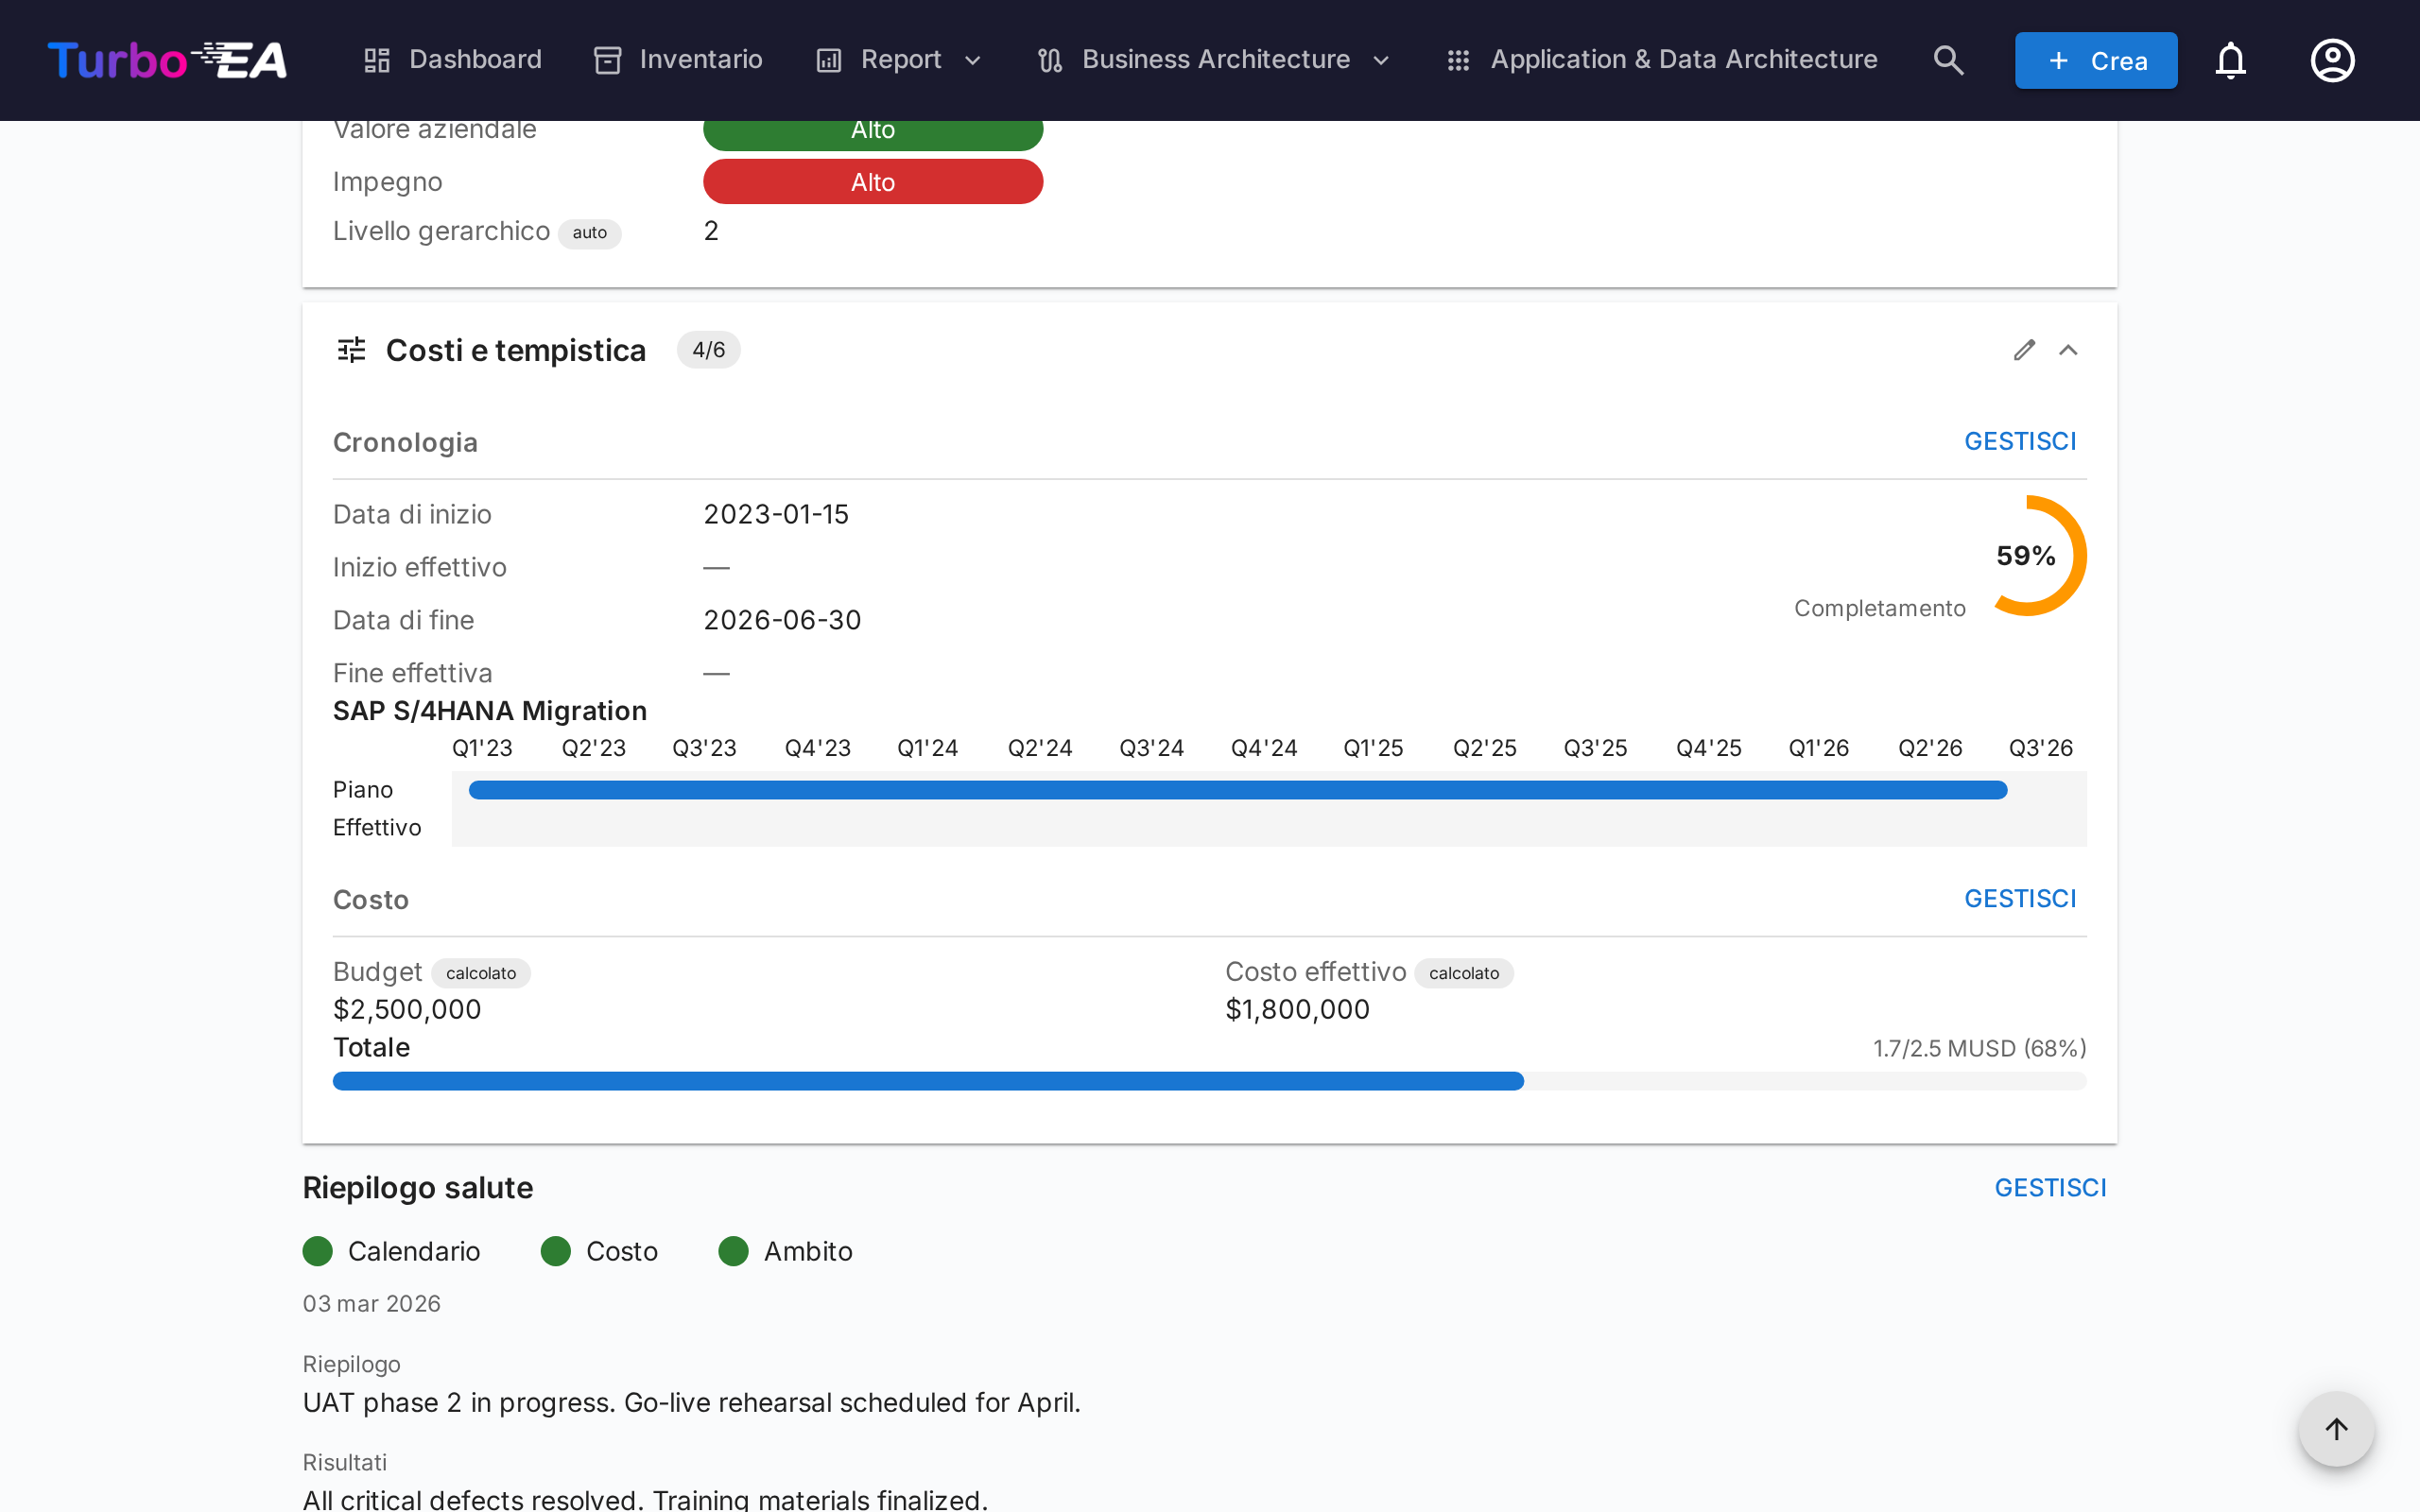 Turbo EA Dashboard Inventario Report Business Architecture Application & Data Architecture + Crea
Valore aziendale Alto
Impegno Alto
Livello gerarchico auto 2
Costi e tempistica 4/6
Cronologia GESTISCI
Data di inizio 2023-01-15
Inizio effettivo —
59%
Data di fine 2026-06-30
Completamento
Fine effettiva —
SAP S/4HANA Migration
Q1'23 Q2'23 Q3'23 Q4'23 Q1'24 Q2'24 Q3'24 Q4'24 Q1'25 Q2'25 Q3'25 Q4'25 Q1'26 Q2'26 Q3'26
Piano
Effettivo
Costo GESTISCI
Budget calcolato Costo effettivo calcolato
$2,500,000 $1,800,000
Totale 1.7/2.5 MUSD (68%)
Riepilogo salute GESTISCI
Calendario Costo Ambito
03 mar 2026
Riepilogo
UAT phase 2 in progress. Go-live rehearsal scheduled for April.
Risultati
All critical defects resolved. Training materials finalized.